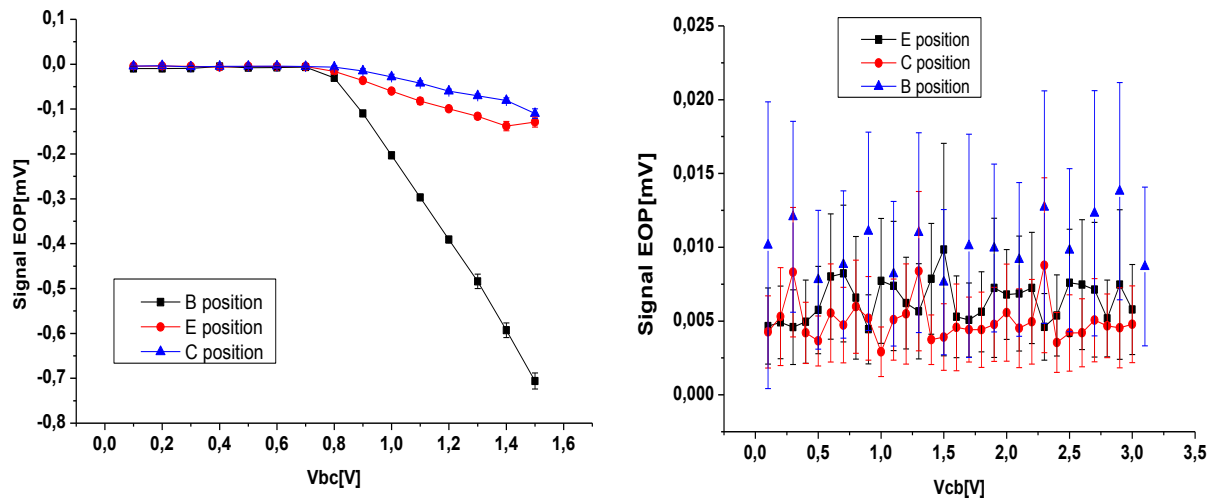 0,1
0,0
-0,1
-0,2
-0,3
-0,4
-0,5
-0,6
-0,7
-0,8
Signal EOP[mV]
B position
E position
C position
0,0 0,2 0,4 0,6 0,8 1,0 1,2 1,4 1,6
Vbc[V]
0,025
0,020
0,015
0,010
0,005
0,000
Signal EOP[mV]
E position
C position
B position
0,0 0,5 1,0 1,5 2,0 2,5 3,0 3,5
Vcb[V]